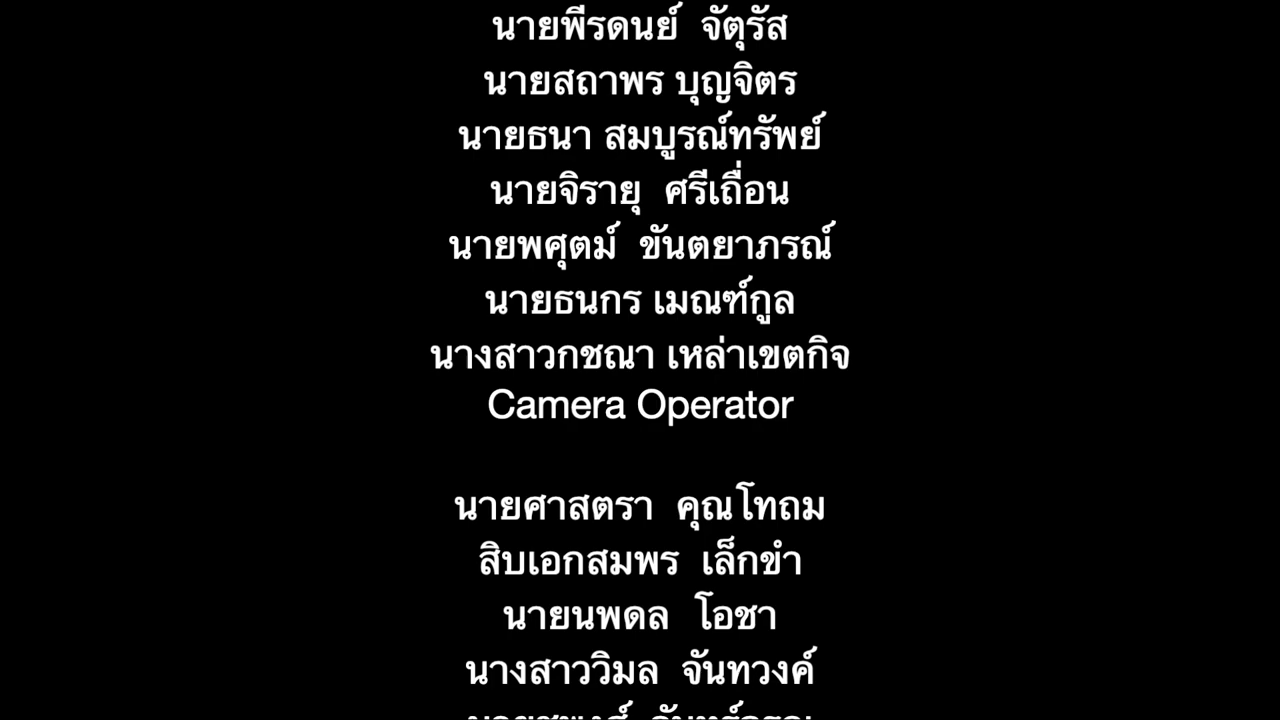 นายพีรดนย์  จัตุรัส
นายสถาพร บุญจิตร
นายธนา สมบูรณ์ทรัพย์
นายจิรายุ  ศรีเถื่อน
นายพศุตม์  ขันตยาภรณ์
นายธนกร เมณฑ์กูล
นางสาวกชณา เหล่าเขตกิจ
Camera Operator
นายศาสตรา  คุณโทถม
สิบเอกสมพร  เล็กขำ
นายนพดล  โอชา
นางสาววิมล  จันทวงค์